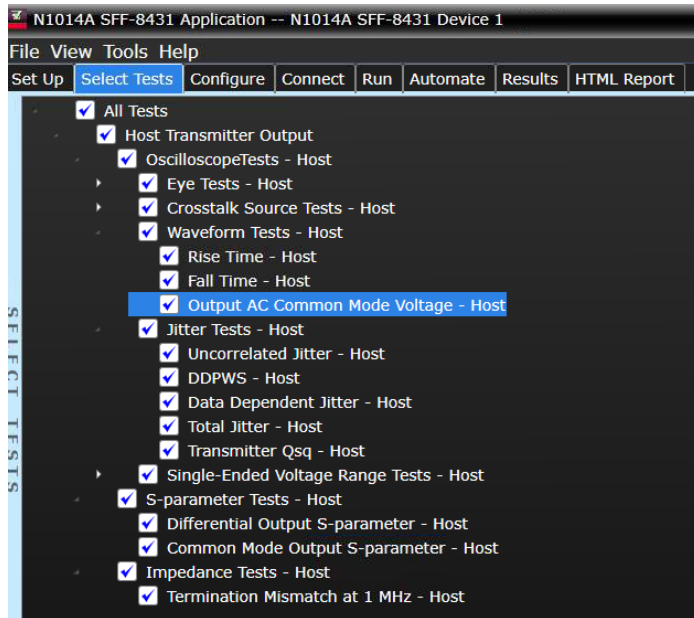 N1014A SFF-8431 Application -- N1014A SFF-8431 Device 1
File View Tools Help
Set Up Select Tests Configure Connect Run Automate Results HTML Report
All Tests
Host Transmitter Output
OscilloscopeTests - Host
Eye Tests - Host
Crosstalk Source Tests - Host
Waveform Tests - Host
Rise Time - Host
Fall Time - Host
Output AC Common Mode Voltage - Host
Jitter Tests - Host
Uncorrelated Jitter - Host
DDPWS - Host
Data Dependent Jitter - Host
Total Jitter - Host
Transmitter Qsq - Host
Single-Ended Voltage Range Tests - Host
S-parameter Tests - Host
Differential Output S-parameter - Host
Common Mode Output S-parameter - Host
Impedance Tests - Host
Termination Mismatch at 1 MHz - Host
SELECT TESTS